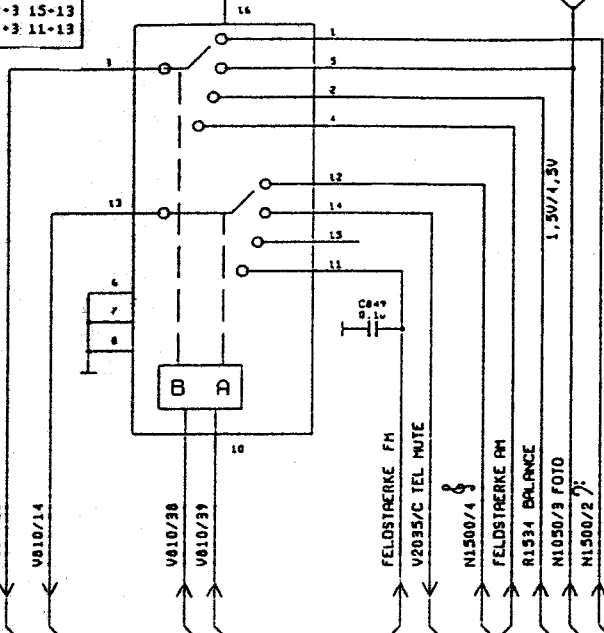 +3 15+13
+3 11+13
16
1
3
5
2
4
12
13
14
15
11
6
7
8
C849
0.1u
1,5V/4,5V
B A
10
V810/14
V810/38
V810/39
FELDSTAERKE FM
V2035/C TEL MUTE
N1500/4
FELDSTAERKE AM
R1534 BALANCE
N1050/9 FOTO
N1500/2